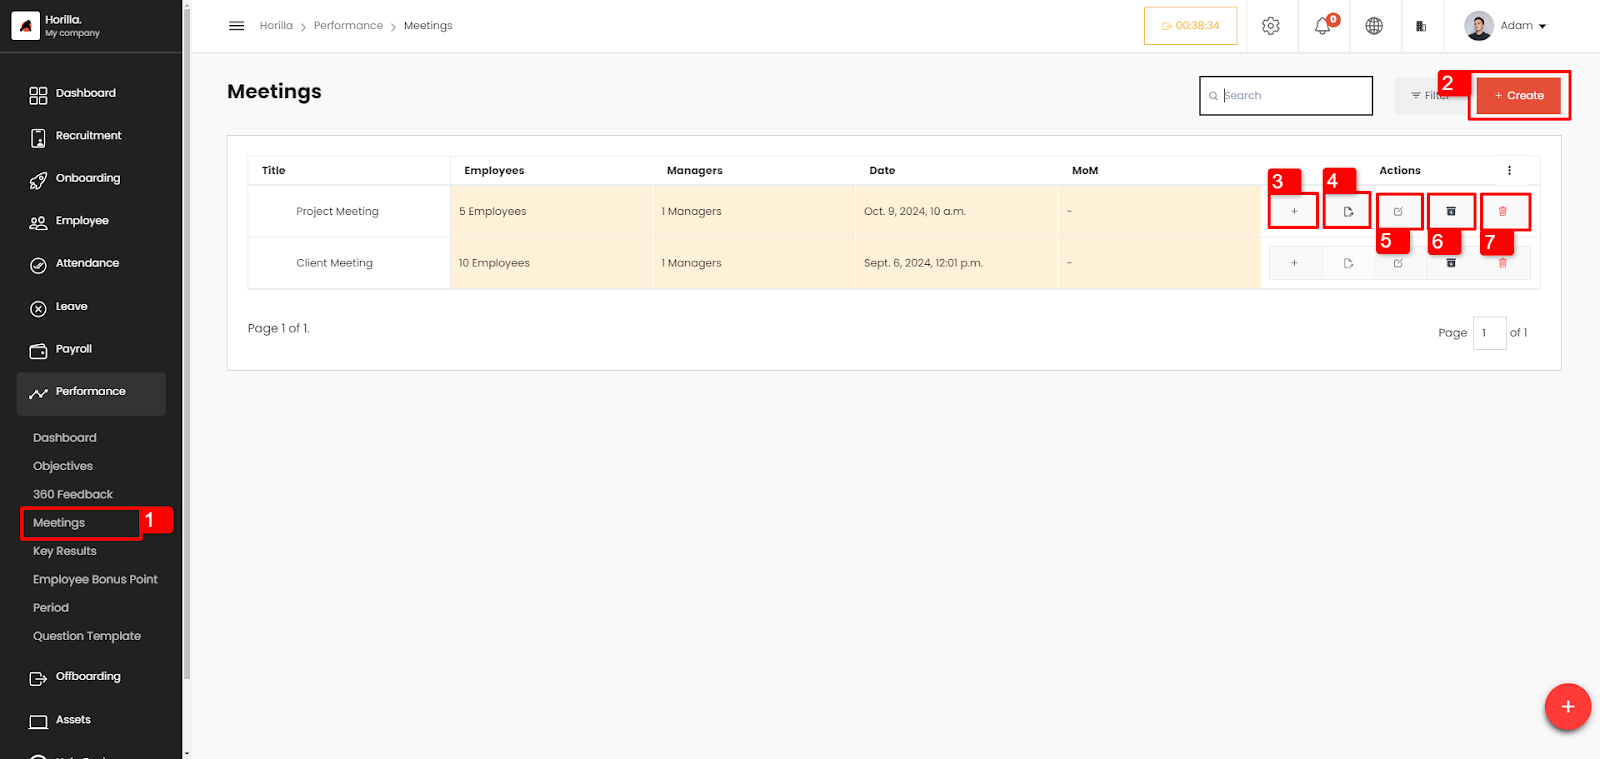 Horilla.
My company
Horilla > Performance > Meetings
00:38:34
0
Adam
Dashboard
Recruitment
Onboarding
Employee
Attendance
Leave
Payroll
Performance
Dashboard
Objectives
360 Feedback
Meetings
1
Key Results
Employee Bonus Point
Period
Question Template
Offboarding
Assets
Meetings
Search
Filter
2
+ Create
Title Employees Managers Date MoM Actions
3
4
Project Meeting 5 Employees 1 Managers Oct. 9, 2024, 10 a.m. -
5
6
7
Client Meeting 10 Employees 1 Managers Sept. 6, 2024, 12:01 p.m. -
Page 1 of 1.
Page 1 of 1